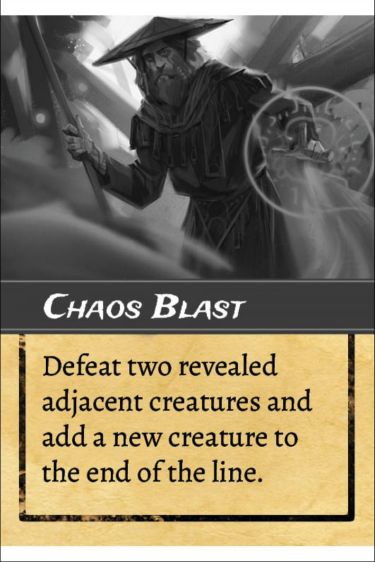 Chaos Blast
Defeat two revealed
adjacent creatures and
add a new creature to
the end of the line.